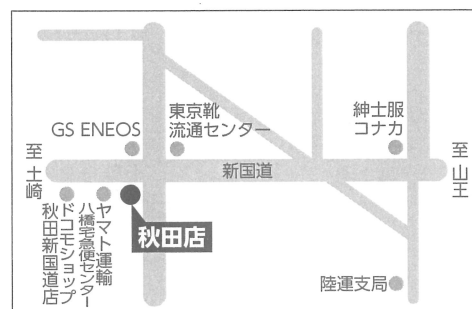 東京靴
流通センター
GS ENEOS
紳士服
コナカ
至 土崎
新国道
至 山王
秋田店
ヤマト運輸
八橋宅急便センター
ドコモショップ
秋田新国道店
陸運支局